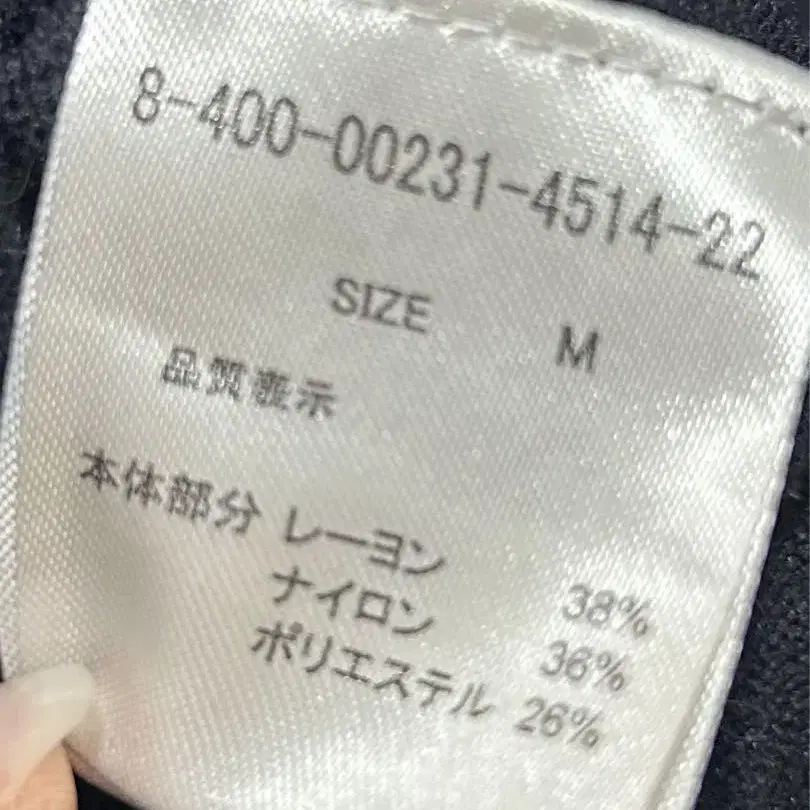 8-400-00231-4514-22
SIZE M
品質表示
本体部分 レーヨン 38%
ナイロン 36%
ポリエステル 26%